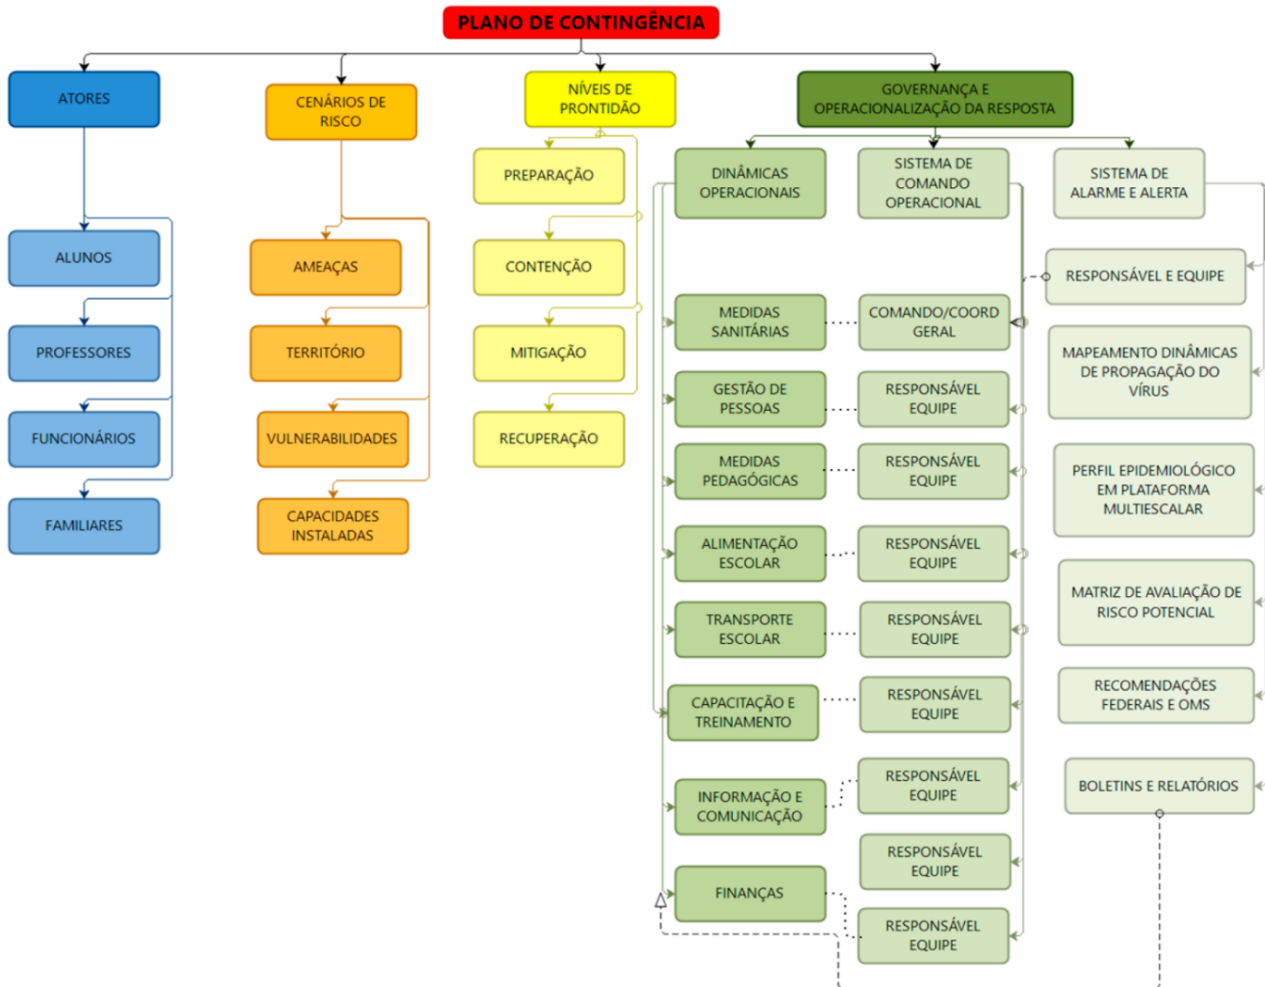 PLANO DE CONTINGÊNCIA
ATORES
ALUNOS
PROFESSORES
FUNCIONÁRIOS
FAMILIARES
CENÁRIOS DE
RISCO
AMEAÇAS
TERRITÓRIO
VULNERABILIDADES
CAPACIDADES
INSTALADAS
NÍVEIS DE
PRONTIDÃO
PREPARAÇÃO
CONTENÇÃO
MITIGAÇÃO
RECUPERAÇÃO
GOVERNANÇA E
OPERACIONALIZAÇÃO DA RESPOSTA
DINÂMICAS
OPERACIONAIS
MEDIDAS
SANITÁRIAS
GESTÃO DE
PESSOAS
MEDIDAS
PEDAGÓGICAS
ALIMENTAÇÃO
ESCOLAR
TRANSPORTE
ESCOLAR
CAPACITAÇÃO E
TREINAMENTO
INFORMAÇÃO E
COMUNICAÇÃO
FINANÇAS
SISTEMA DE
COMANDO
OPERACIONAL
COMANDO/COORD
GERAL
RESPONSÁVEL
EQUIPE
RESPONSÁVEL
EQUIPE
RESPONSÁVEL
EQUIPE
RESPONSÁVEL
EQUIPE
RESPONSÁVEL
EQUIPE
RESPONSÁVEL
EQUIPE
RESPONSÁVEL
EQUIPE
RESPONSÁVEL
EQUIPE
SISTEMA DE
ALARME E ALERTA
RESPONSÁVEL E EQUIPE
MAPEAMENTO DINÂMICAS
DE PROPAGAÇÃO DO
VÍRUS
PERFIL EPIDEMIOLÓGICO
EM PLATAFORMA
MULTIESCALAR
MATRIZ DE AVALIAÇÃO DE
RISCO POTENCIAL
RECOMENDAÇÕES
FEDERAIS E OMS
BOLETINS E RELATÓRIOS